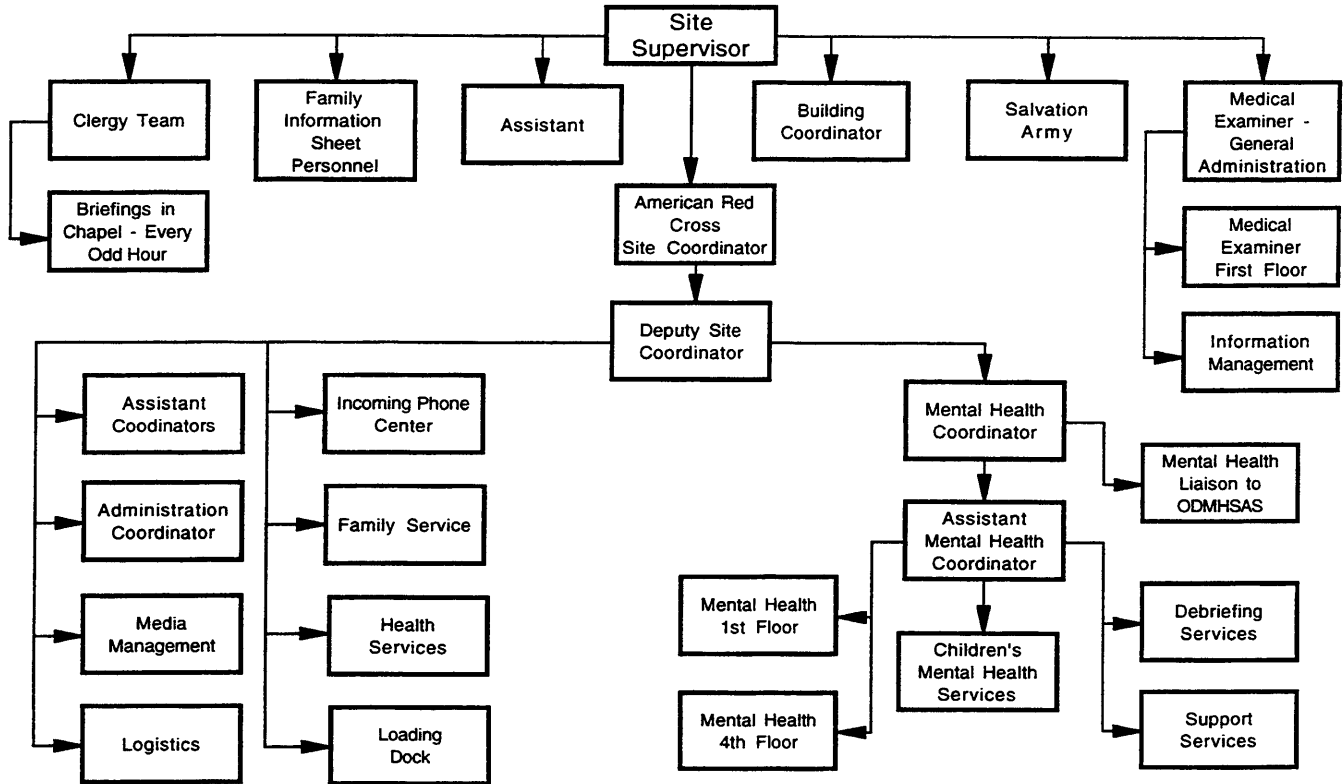 Site
Supervisor
Clergy Team
Family
Information
Sheet
Personnel
Assistant
Building
Coordinator
Salvation
Army
Medical
Examiner -
General
Administration
Briefings in
Chapel - Every
Odd Hour
American Red
Cross
Site Coordinator
Medical
Examiner
First Floor
Deputy Site
Coordinator
Information
Management
Assistant
Coodinators
Incoming Phone
Center
Mental Health
Coordinator
Mental Health
Liaison to
ODMHSAS
Administration
Coordinator
Family Service
Assistant
Mental Health
Coordinator
Media
Management
Health
Services
Mental Health
1st Floor
Children's
Mental Health
Services
Debriefing
Services
Logistics
Loading
Dock
Mental Health
4th Floor
Support
Services